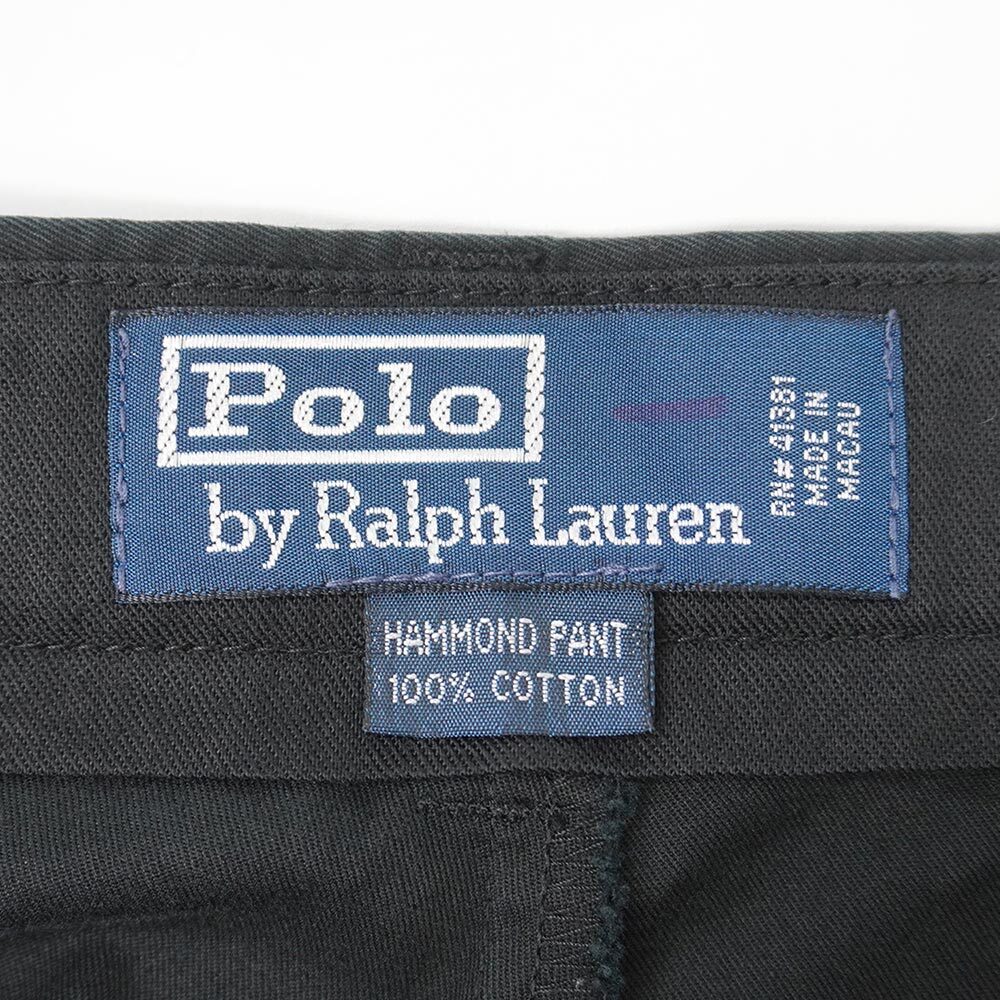 Polo
by Ralph Lauren
RN# 41381
MADE IN
MACAU
HAMMOND PANT
100% COTTON